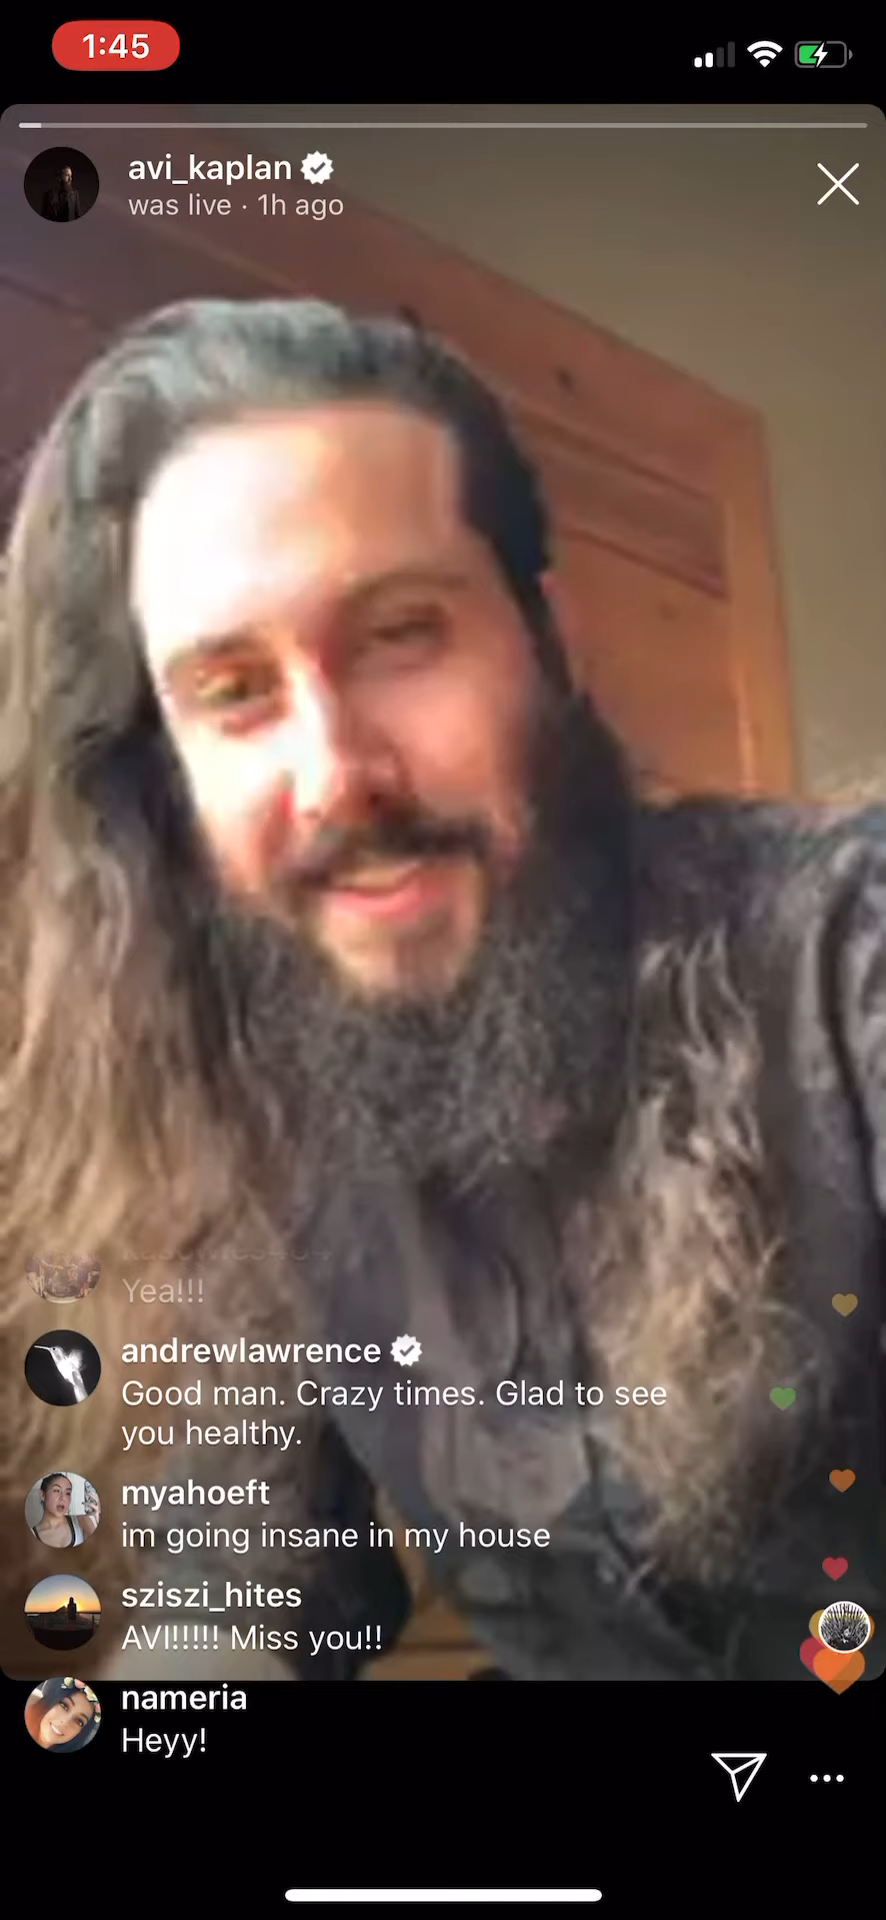 1:45
avi_kaplan
was live · 1h ago
Yea!!!
andrewlawrence
Good man. Crazy times. Glad to see
you healthy.
myahoeft
im going insane in my house
sziszi_hites
AVI!!!!! Miss you!!
nameria
Heyy!